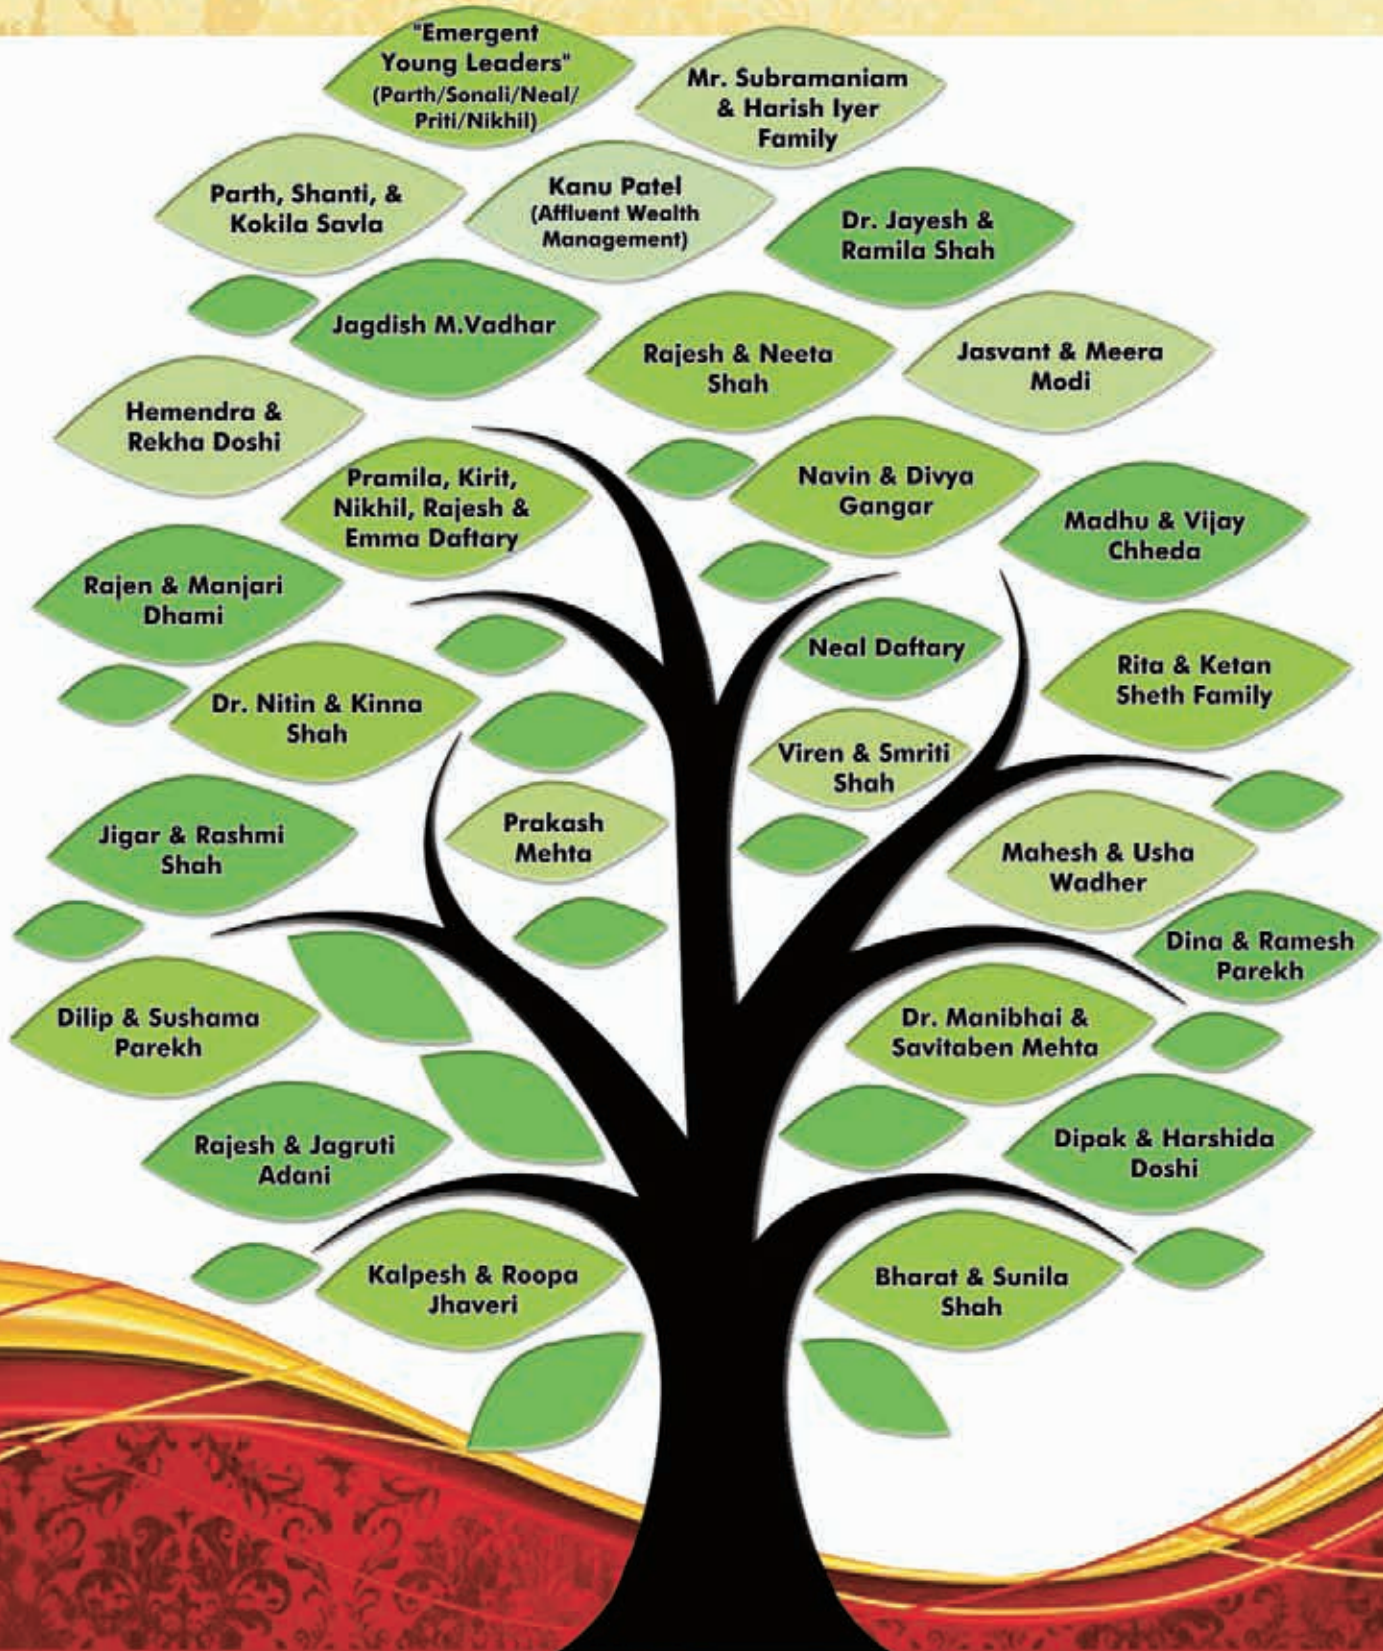 "Emergent
Young Leaders"
(Parth/Sonali/Neal/
Priti/Nikhil)
Mr. Subramaniam
& Harish Iyer
Family
Parth, Shanti, &
Kokila Savla
Kanu Patel
(Affluent Wealth
Management)
Dr. Jayesh &
Ramila Shah
Jagdish M.Vadhar
Rajesh & Neeta
Shah
Jasvant & Meera
Modi
Hemendra &
Rekha Doshi
Pramila, Kirit,
Nikhil, Rajesh &
Emma Daftary
Navin & Divya
Gangar
Madhu & Vijay
Chheda
Rajen & Manjari
Dhami
Neal Daftary
Rita & Ketan
Sheth Family
Dr. Nitin & Kinna
Shah
Viren & Smriti
Shah
Jigar & Rashmi
Shah
Prakash
Mehta
Mahesh & Usha
Wadher
Dina & Ramesh
Parekh
Dilip & Sushama
Parekh
Dr. Manibhai &
Savitaben Mehta
Rajesh & Jagruti
Adani
Dipak & Harshida
Doshi
Kalpesh & Roopa
Jhaveri
Bharat & Sunila
Shah